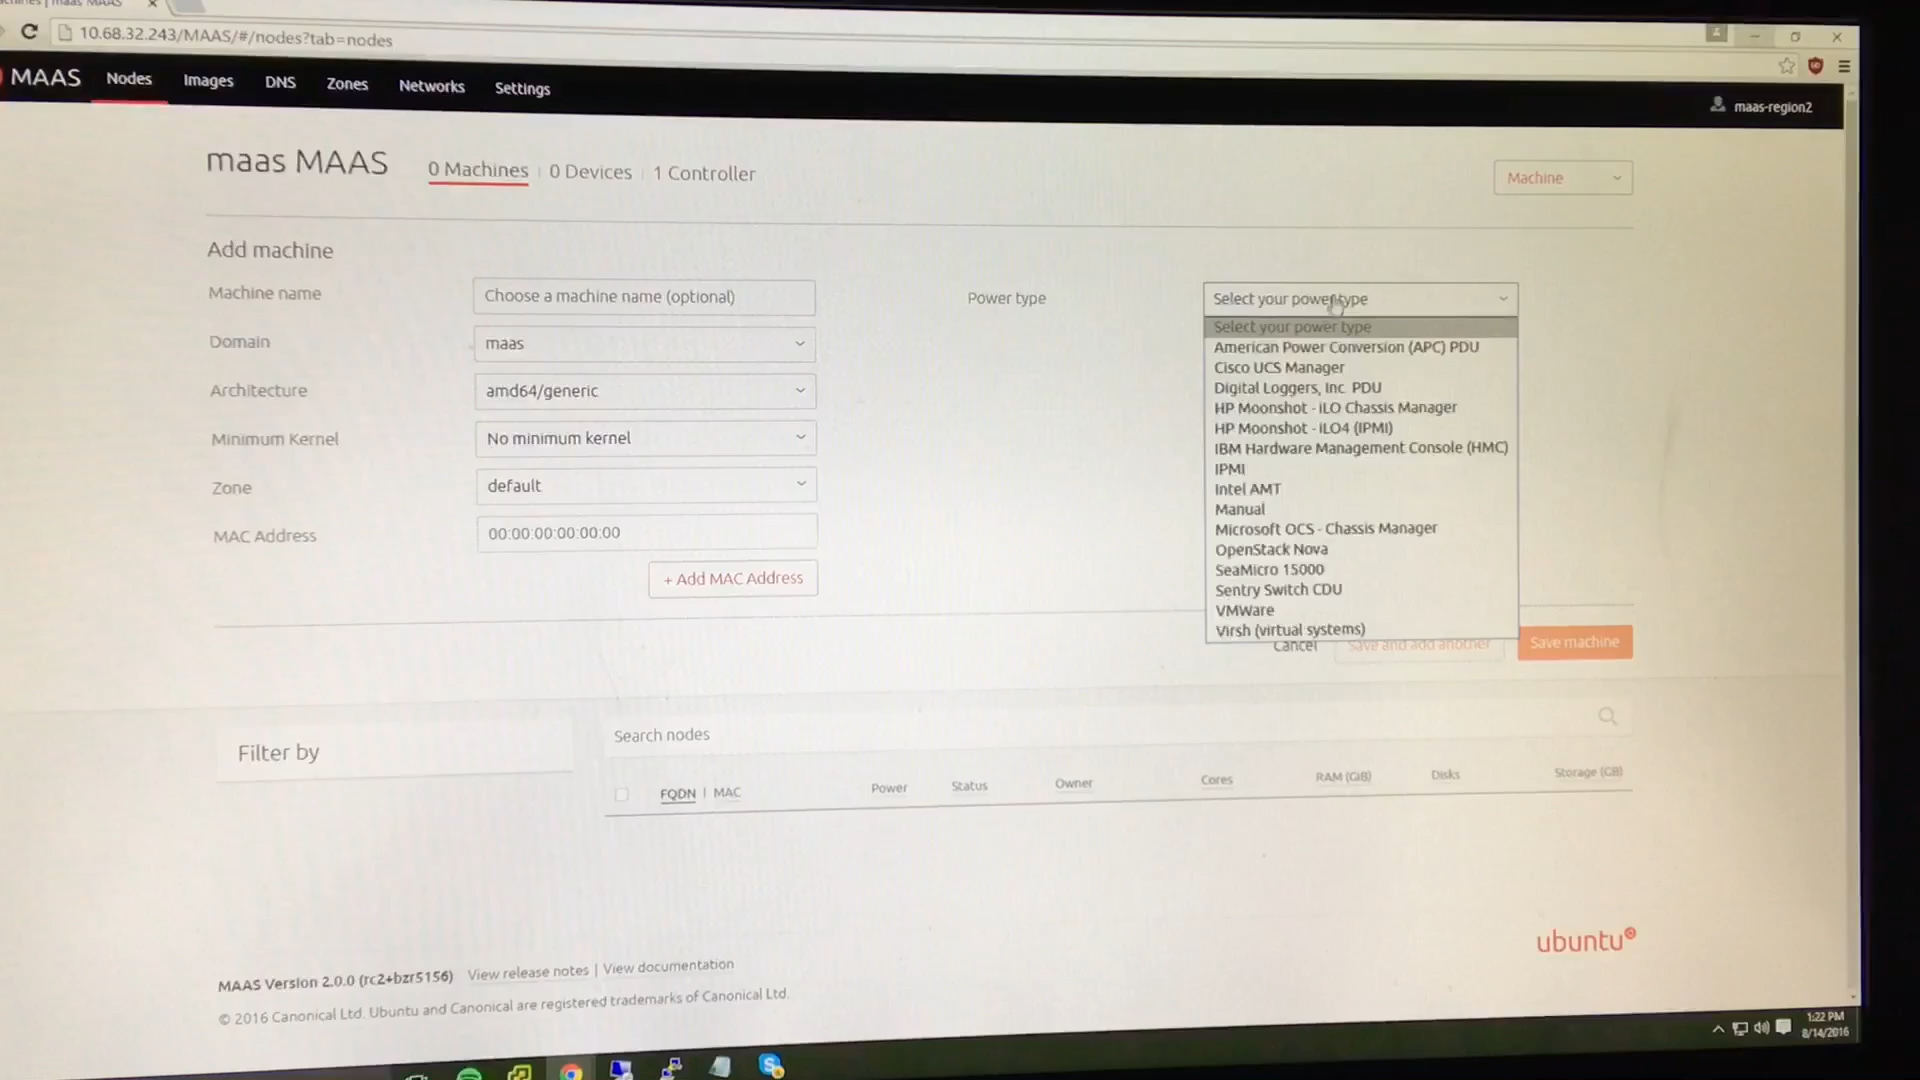 maas MAAS
10.68.32.243/MAAS/#/nodes?tab=nodes
MAAS Nodes Images DNS Zones Networks Settings
maas-region2
maas MAAS 0 Machines 0 Devices 1 Controller
Machine
Add machine
Machine name Choose a machine name (optional)
Power type Select your power type
Domain maas
Architecture amd64/generic
Minimum Kernel No minimum kernel
Zone default
MAC Address 00:00:00:00:00:00
+ Add MAC Address
Select your power type
American Power Conversion (APC) PDU
Cisco UCS Manager
Digital Loggers, Inc. PDU
HP Moonshot - iLO Chassis Manager
HP Moonshot - iLO4 (IPMI)
IBM Hardware Management Console (HMC)
IPMI
Intel AMT
Manual
Microsoft OCS - Chassis Manager
OpenStack Nova
SeaMicro 15000
Sentry Switch CDU
VMWare
Virsh (virtual systems)
Cancel Save and add another Save machine
Filter by
Search nodes
FQDN | MAC Power Status Owner Cores RAM (GiB) Disks Storage (GB)
ubuntu
MAAS Version 2.0.0 (rc2+bzr5156) View release notes | View documentation
© 2016 Canonical Ltd. Ubuntu and Canonical are registered trademarks of Canonical Ltd.
1:22 PM
8/14/2016